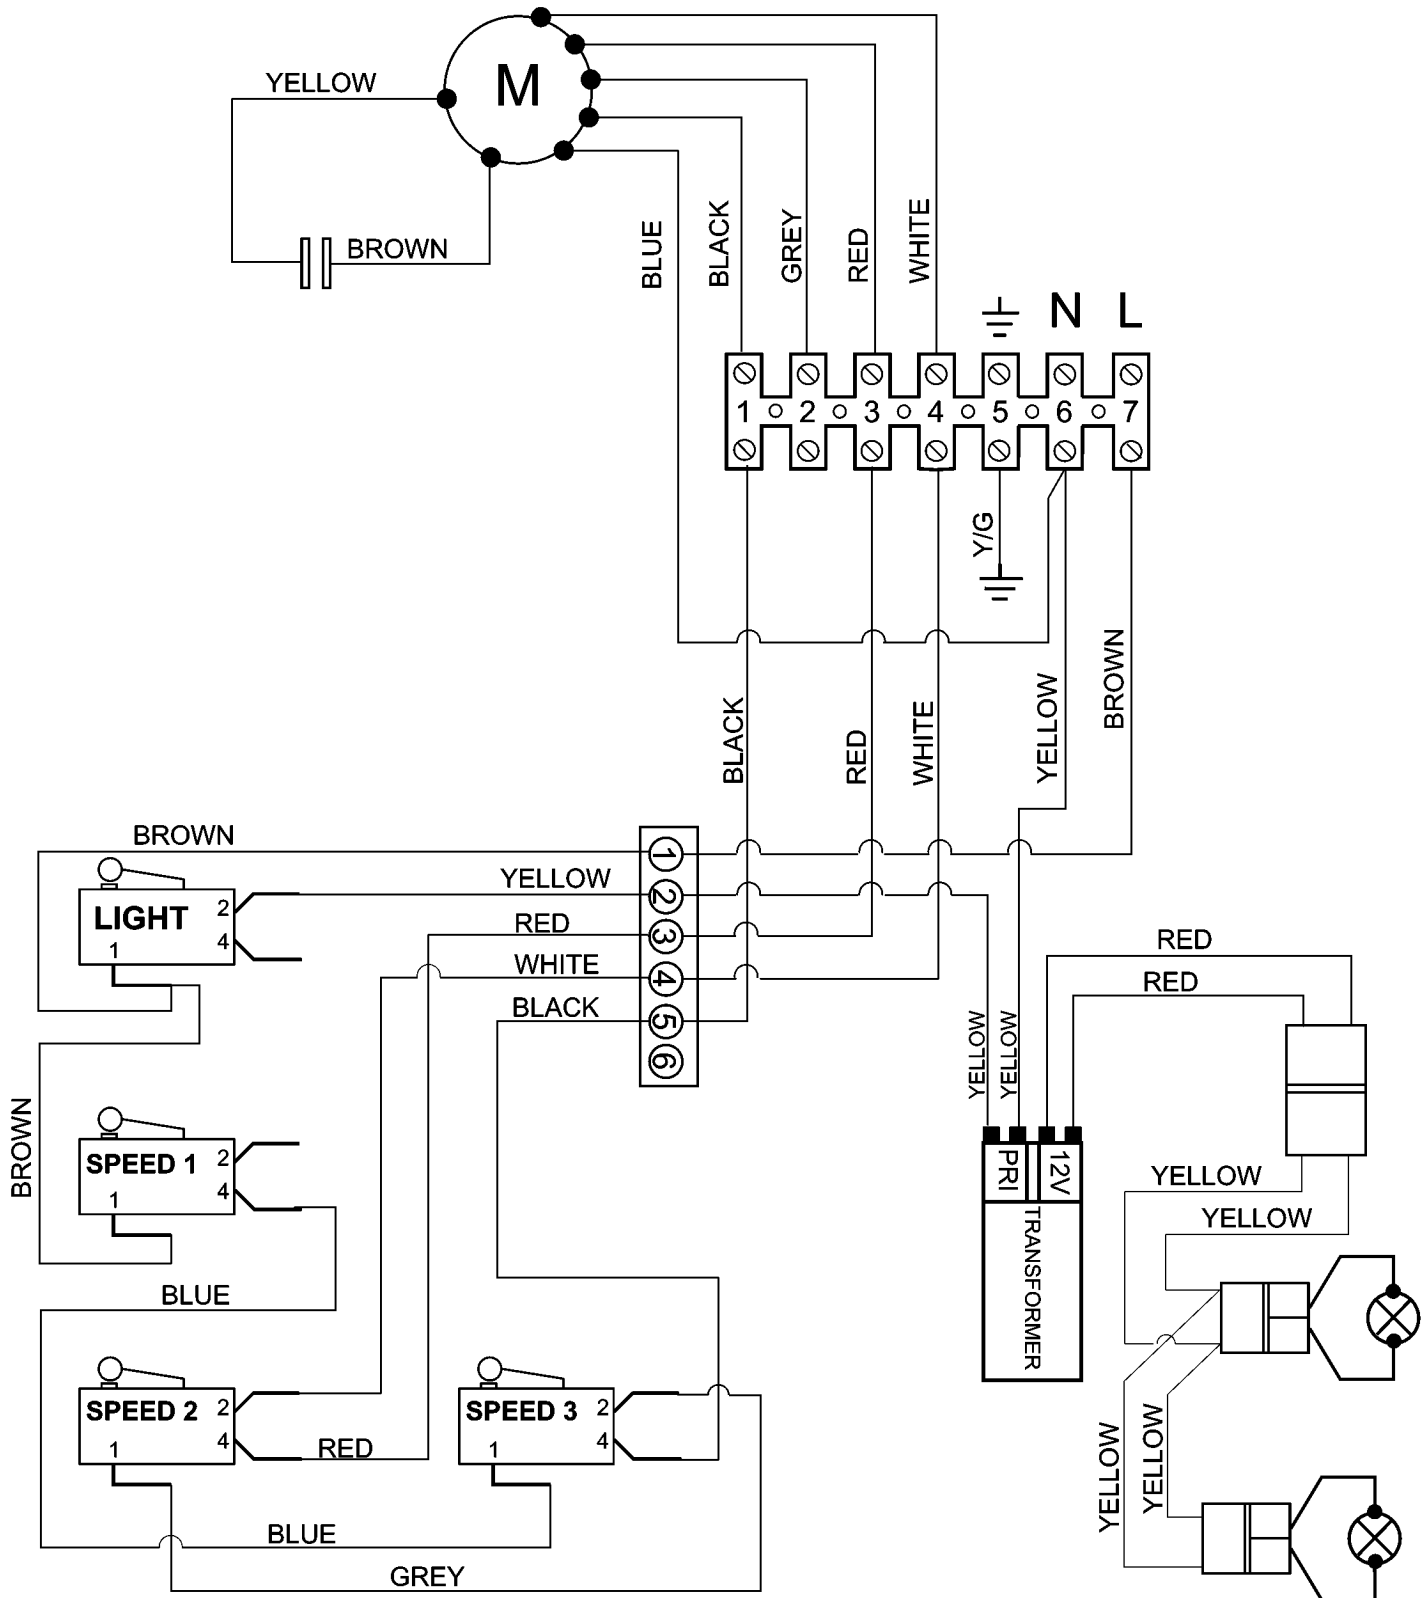 M
YELLOW
BROWN
BLUE
BLACK
GREY
RED
WHITE
N
L
1
2
3
4
5
6
7
Y/G
BLACK
RED
WHITE
YELLOW
BROWN
BROWN
YELLOW
RED
WHITE
BLACK
1
2
3
4
5
6
LIGHT
2
4
1
BROWN
SPEED 1
2
4
1
BLUE
SPEED 2
2
4
1
RED
SPEED 3
2
4
1
BLUE
GREY
YELLOW
YELLOW
RED
RED
PRI
12V
TRANSFORMER
YELLOW
YELLOW
YELLOW
YELLOW